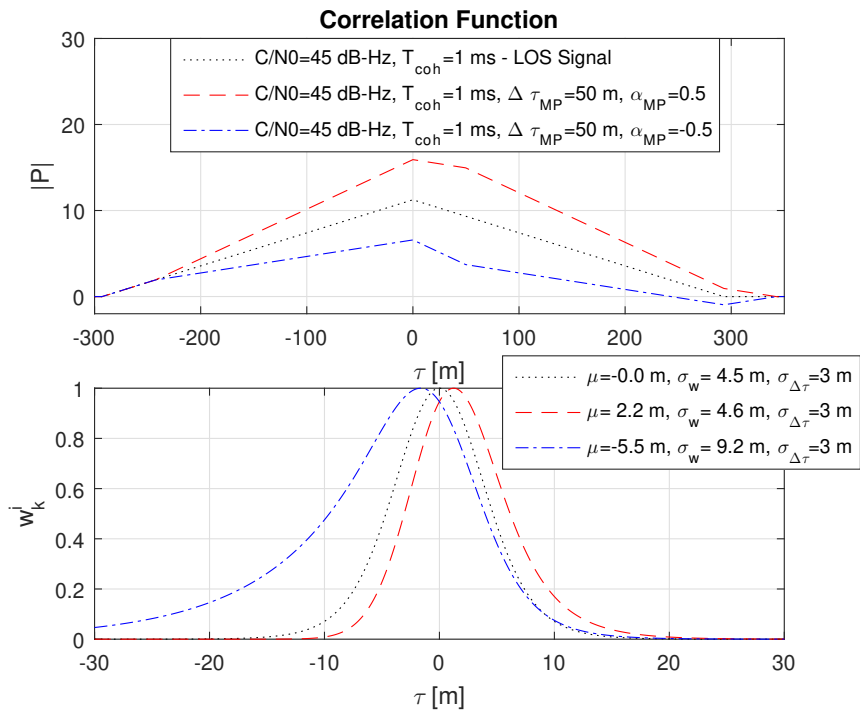 Correlation Function
30
20
10
0
|P|
C/N0=45 dB-Hz, T_coh=1 ms - LOS Signal
C/N0=45 dB-Hz, T_coh=1 ms, Δ τ_MP=50 m, α_MP=0.5
C/N0=45 dB-Hz, T_coh=1 ms, Δ τ_MP=50 m, α_MP=-0.5
-300 -200 -100 0 100 200 300
τ [m]
1
0.8
0.6
0.4
0.2
0
w_k^i
μ=-0.0 m, σ_w= 4.5 m, σ_Δτ=3 m
μ= 2.2 m, σ_w= 4.6 m, σ_Δτ=3 m
μ=-5.5 m, σ_w= 9.2 m, σ_Δτ=3 m
-30 -20 -10 0 10 20 30
τ [m]